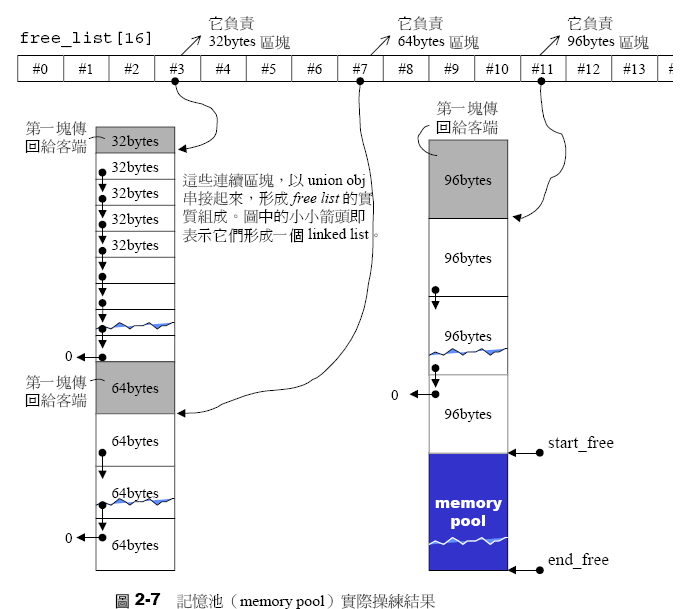 free_list[16]
它負責
32bytes 區塊
它負責
64bytes 區塊
它負責
96bytes 區塊
#0 #1 #2 #3 #4 #5 #6 #7 #8 #9 #10 #11 #12 #13 #
第一塊傳
回給客端
32bytes
32bytes
32bytes
32bytes
32bytes
0
這些連續區塊，以 union obj
串接起來，形成 free list 的實
質組成。圖中的小小箭頭即
表示它們形成一個 linked list。
第一塊傳
回給客端
64bytes
64bytes
64bytes
64bytes
0
第一塊傳
回給客端
96bytes
96bytes
96bytes
96bytes
0
start_free
memory
pool
end_free
圖 2-7 記憶池（memory pool）實際操練結果